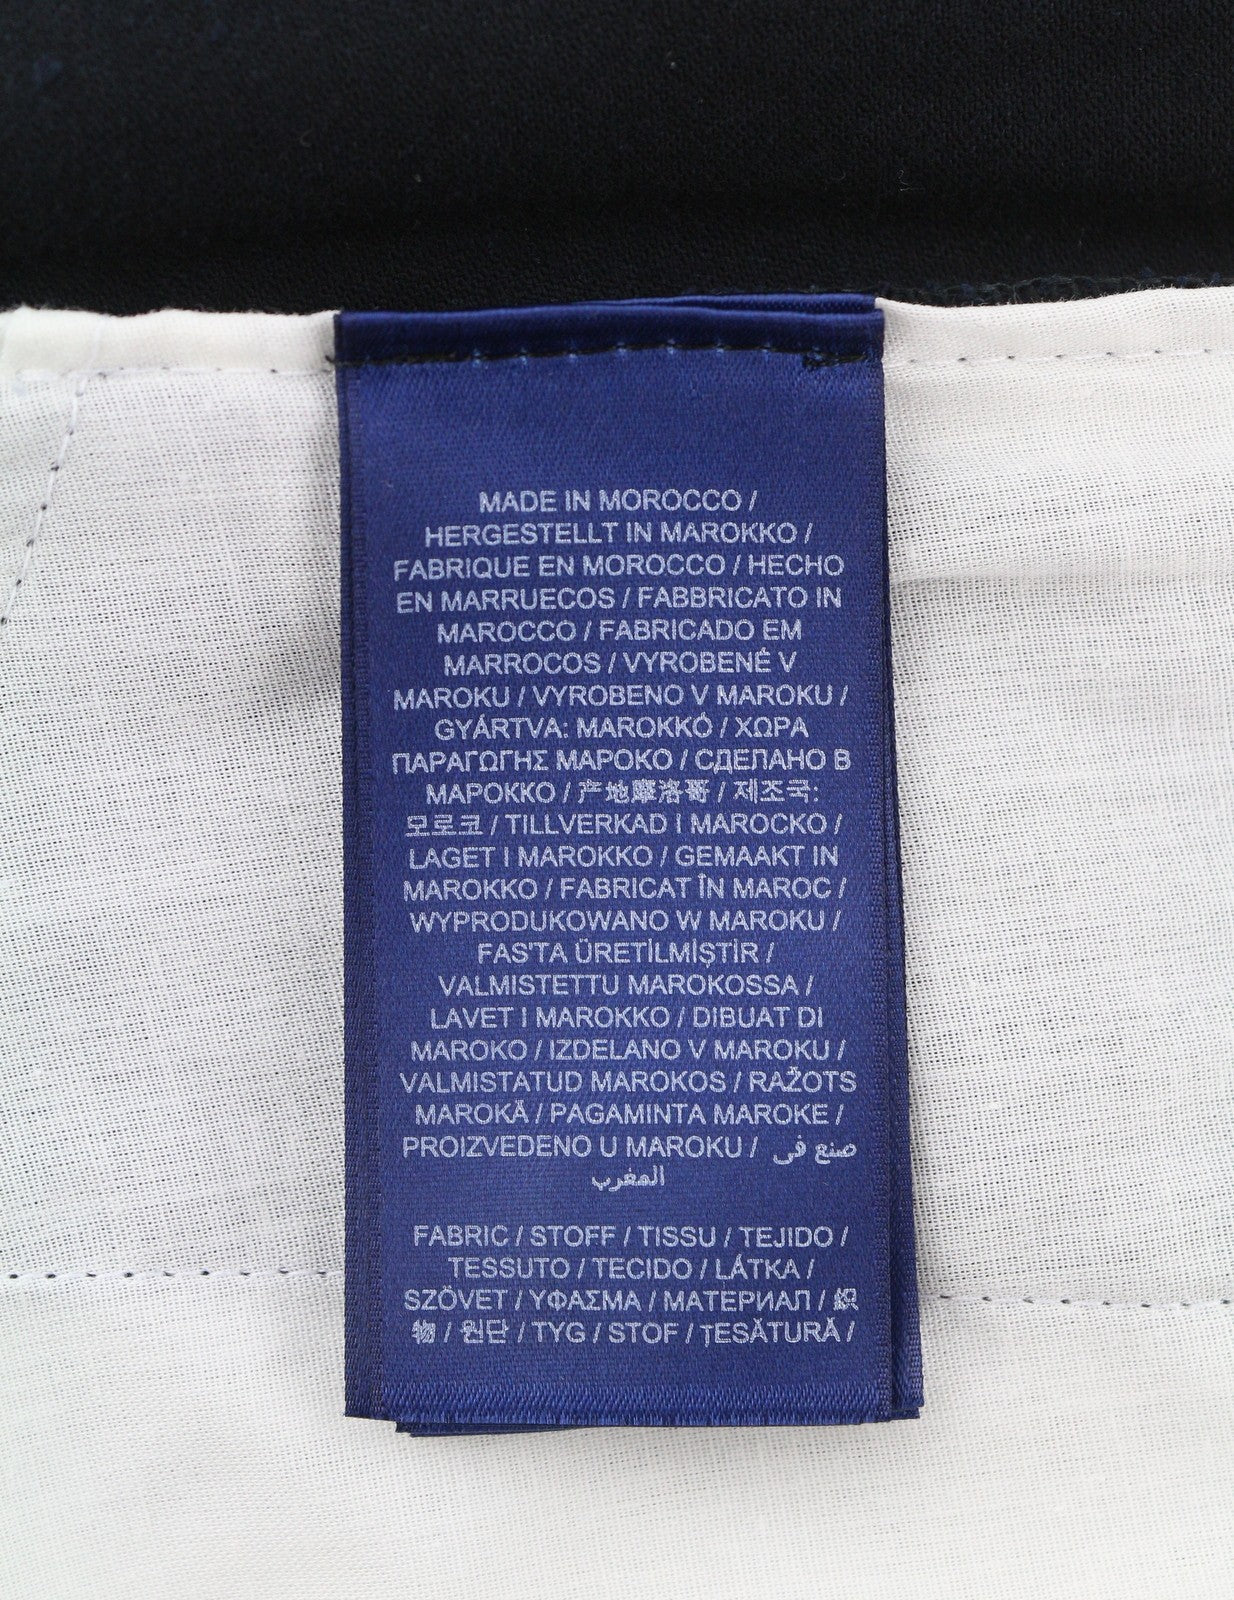 MADE IN MOROCCO /
HERGESTELLT IN MAROKKO /
FABRIQUE EN MOROCCO / HECHO
EN MARRUECOS / FABBRICATO IN
MAROCCO / FABRICADO EM
MARROCOS / VYROBENÉ V
MAROKU / VYROBENO V MAROKU /
GYÁRTVA: MAROKKÓ / ΧΩΡΑ
ΠΑΡΑΓΩΓΗΣ ΜΑΡΟΚΟ / СДЕЛАНО В
МАРОККО / 产地摩洛哥 / 제조국:
모로코 / TILLVERKAD I MAROCKO /
LAGET I MAROKKO / GEMAAKT IN
MAROKKO / FABRICAT ÎN MAROC /
WYPRODUKOWANO W MAROKU /
FAS'TA ÜRETİLMİŞTİR /
VALMISTETTU MAROKOSSA /
LAVET I MAROKKO / DIBUAT DI
MAROKO / IZDELANO V MAROKU /
VALMISTATUD MAROKOS / RAŽOTS
MAROKĀ / PAGAMINTA MAROKE /
PROIZVEDENO U MAROKU / صنع في
المغرب
FABRIC / STOFF / TISSU / TEJIDO /
TESSUTO / TECIDO / LÁTKA /
SZÖVET / ΥΦΑΣΜΑ / МАТЕРИАЛ / 织
物 / 원단 / TYG / STOF / ȚESĂTURĂ /